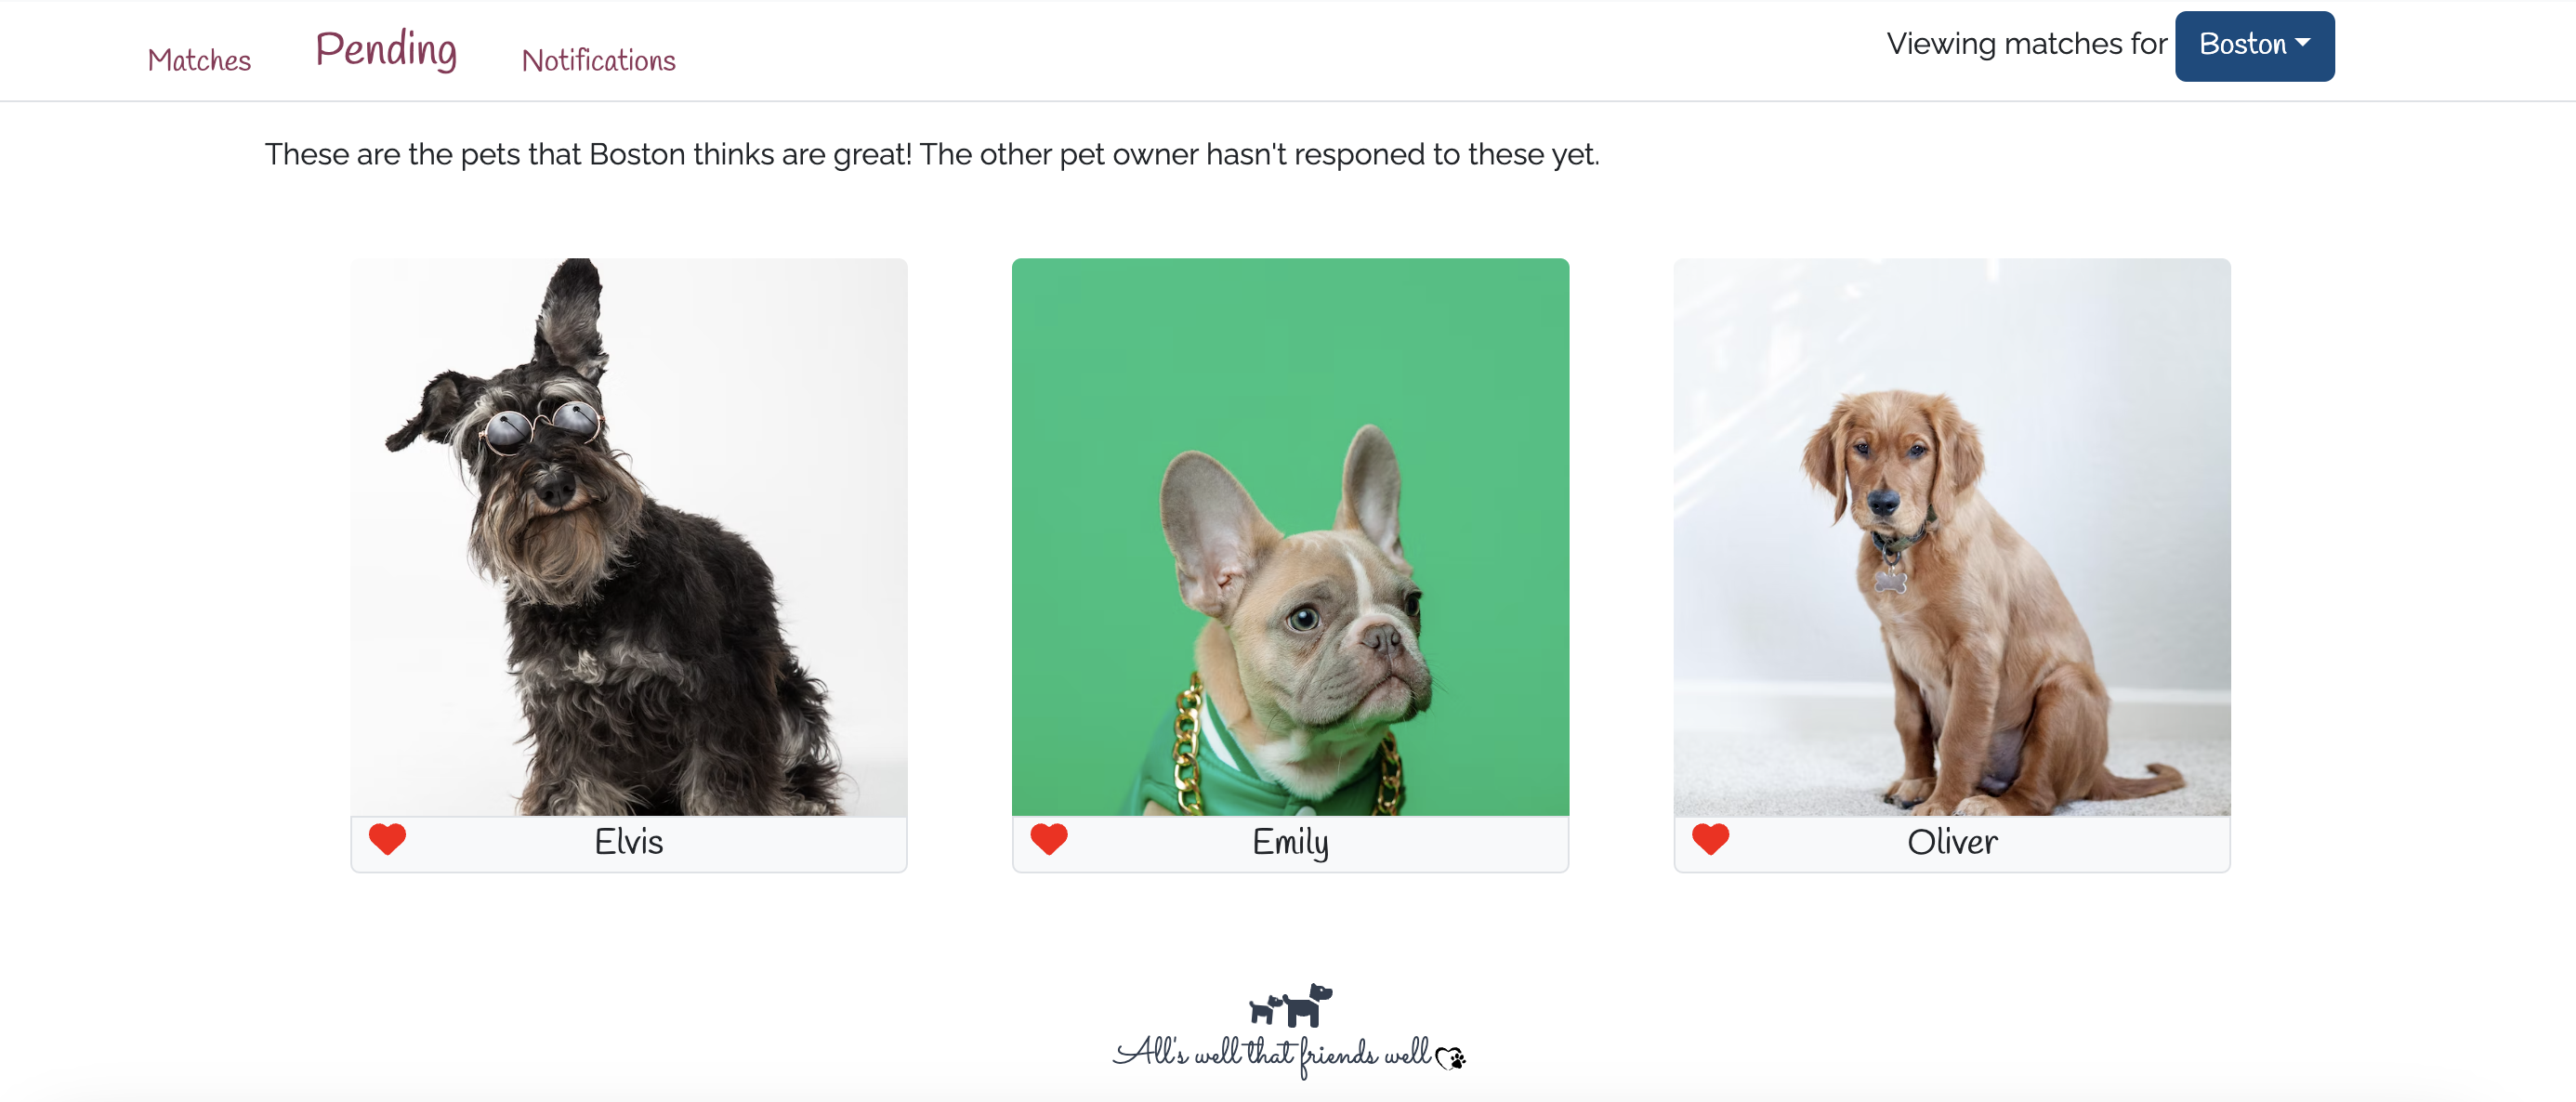 Matches Pending Notifications Viewing matches for Boston
These are the pets that Boston thinks are great! The other pet owner hasn't responed to these yet.
Elvis Emily Oliver
All's well that friends well